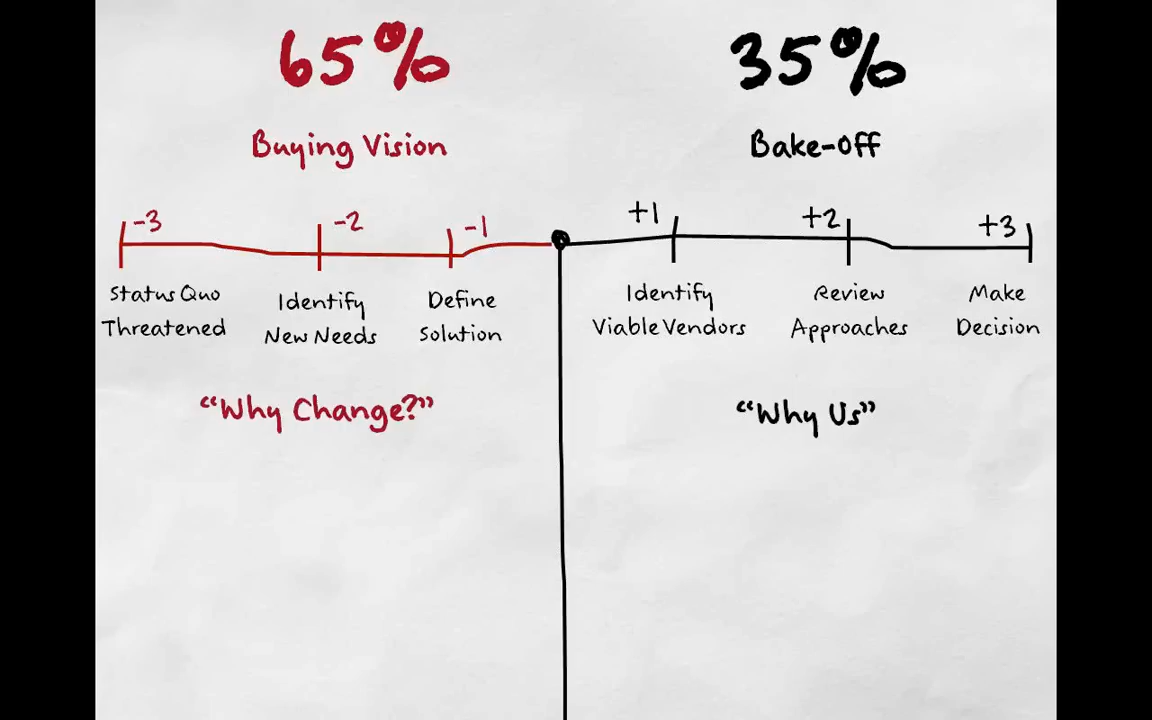 65%
35%
Buying Vision
Bake-Off
-3
-2
-1
+1
+2
+3
Status Quo
Threatened
Identify
New Needs
Define
Solution
Identify
Viable Vendors
Review
Approaches
Make
Decision
“Why Change?”
“Why Us”